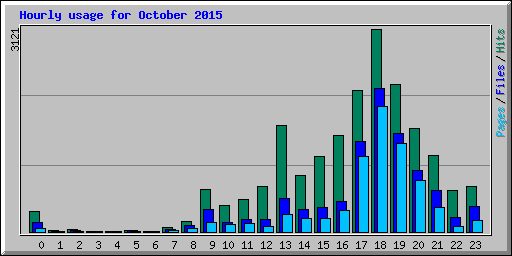 Hourly usage for October 2015
3121
Pages / Files / Hits
0 1 2 3 4 5 6 7 8 9 10 11 12 13 14 15 16 17 18 19 20 21 22 23